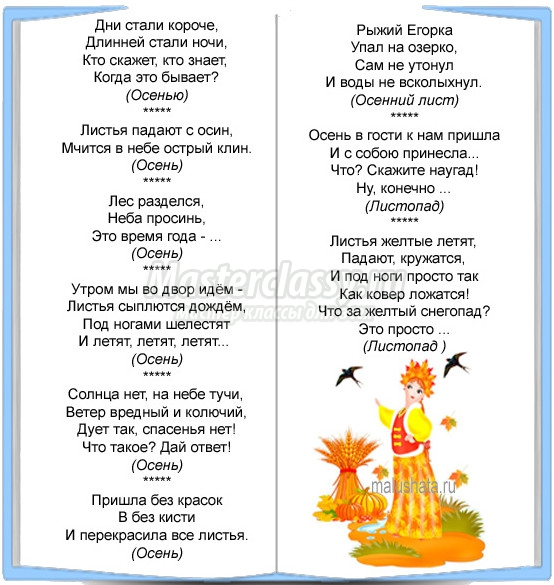 Дни стали короче,
Длинней стали ночи,
Кто скажет, кто знает,
Когда это бывает?
(Осенью)
*****
Листья падают с осин,
Мчится в небе острый клин.
(Осень)
*****
Лес разделся,
Неба просинь,
Это время года - ...
(Осень)
*****
Утром мы во двор идём -
Листья сыплются дождём,
Под ногами шелестят
И летят, летят, летят...
(Осень)
*****
Солнца нет, на небе тучи,
Ветер вредный и колючий,
Дует так, спасенья нет!
Что такое? Дай ответ!
(Осень)
*****
Пришла без красок
В без кисти
И перекрасила все листья.
(Осень)
Рыжий Егорка
Упал на озерко,
Сам не утонул
И воды не всколыхнул.
(Осенний лист)
*****
Осень в гости к нам пришла
И с собою принесла...
Что? Скажите наугад!
Ну, конечно ...
(Листопад)
*****
Листья желтые летят,
Падают, кружатся,
И под ноги просто так
Как ковер ложатся!
Что за желтый снегопад?
Это просто ...
(Листопад )
Masterclassy.ru
malushata.ru